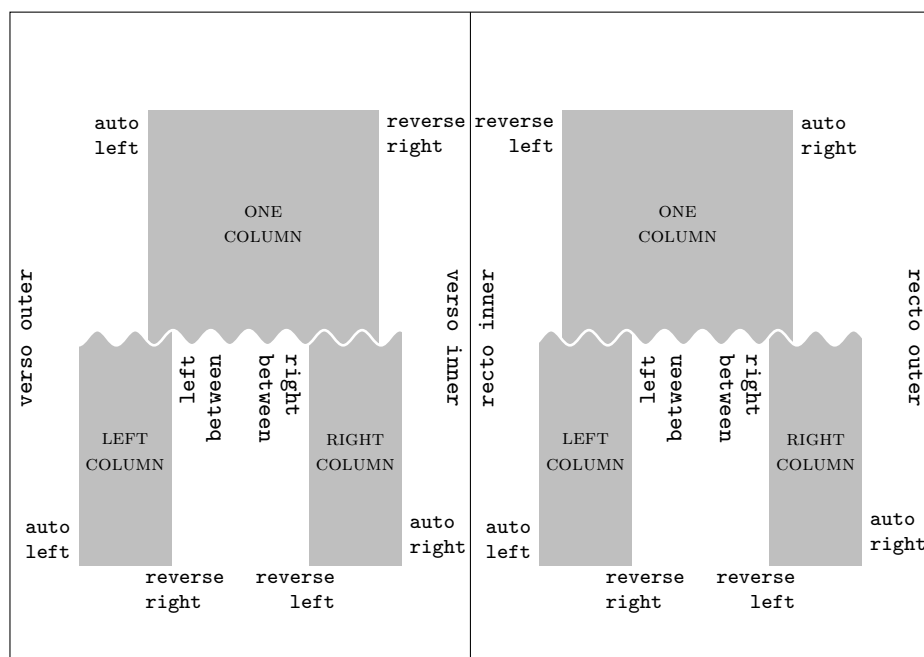 auto
left
reverse
right
reverse
left
auto
right
ONE
COLUMN
ONE
COLUMN
verso outer
verso inner
recto inner
recto outer
left
between
between
right
left
between
between
right
LEFT
COLUMN
RIGHT
COLUMN
LEFT
COLUMN
RIGHT
COLUMN
auto
left
auto
right
auto
left
auto
right
reverse
right
reverse
left
reverse
right
reverse
left